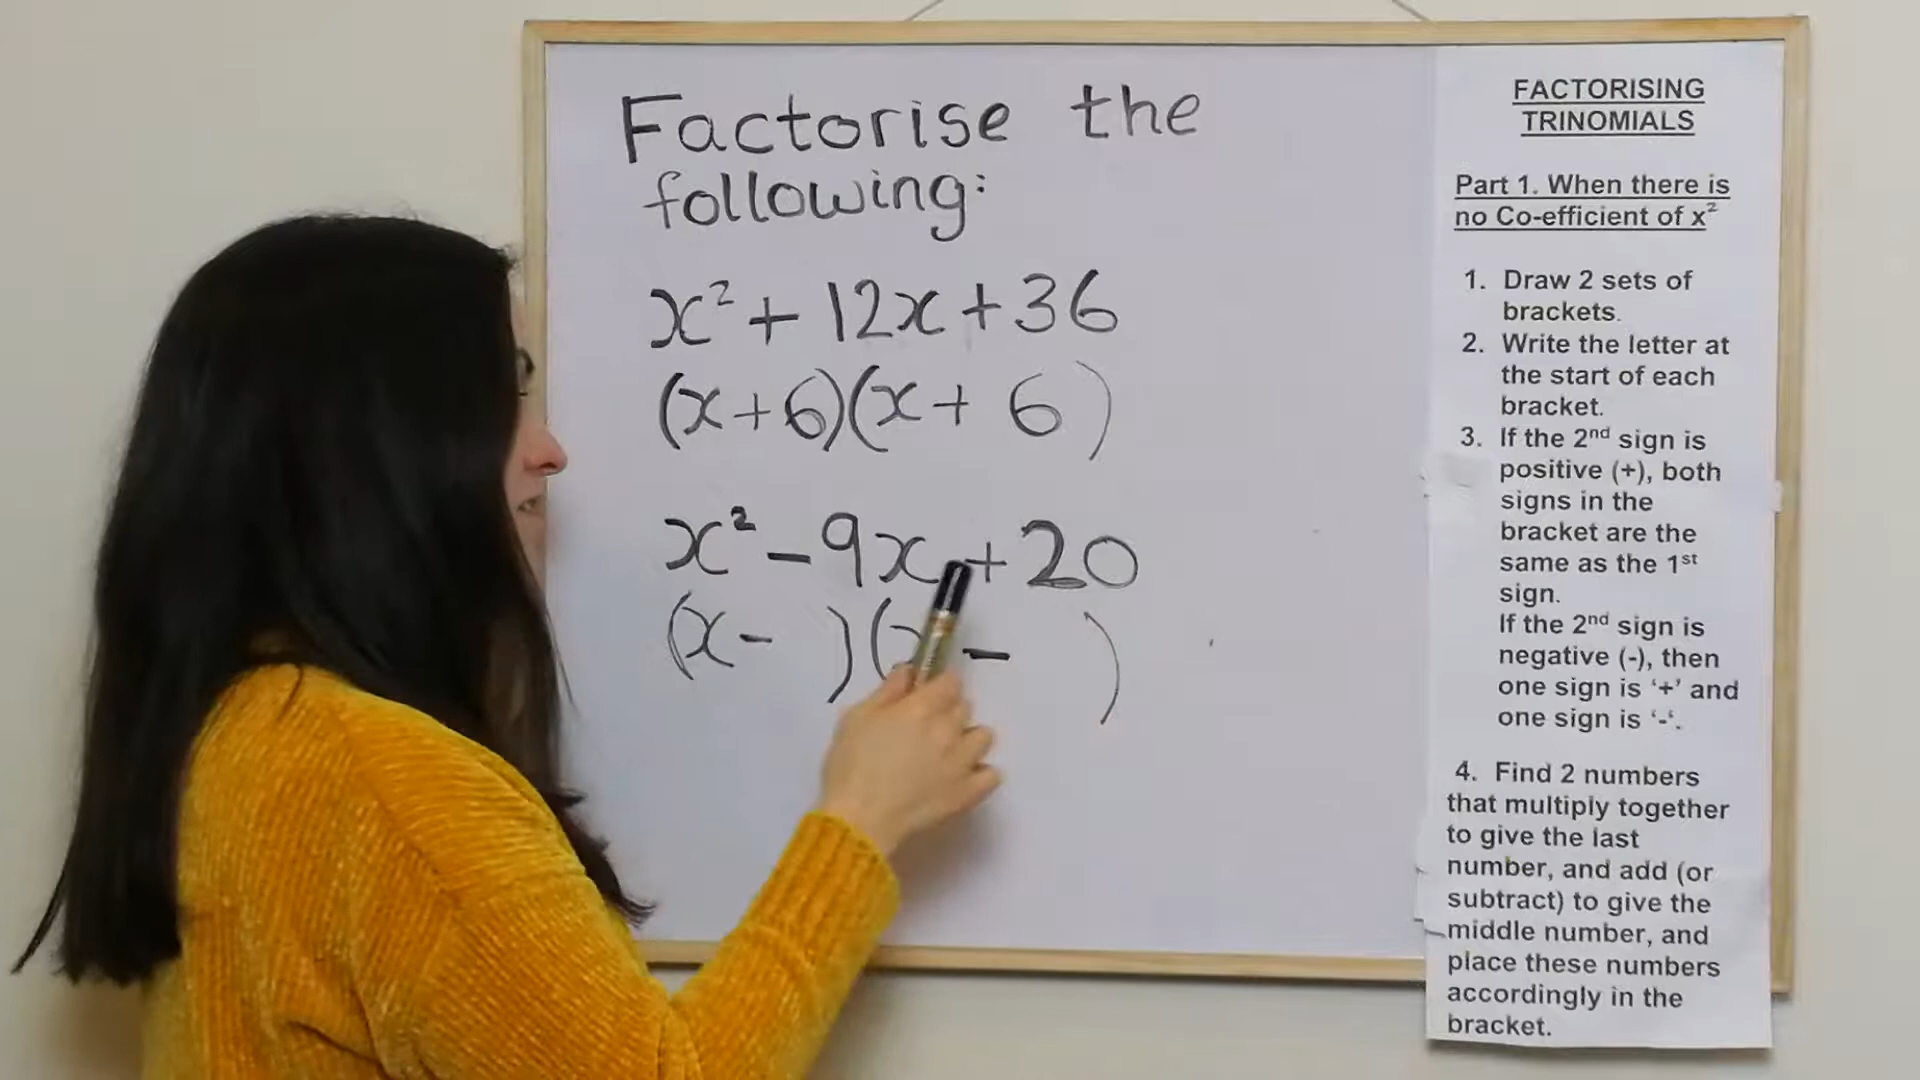 Factorise the
following:
x² + 12x + 36
(x + 6)(x + 6)
x² - 9x + 20
(x - )(x - )
FACTORISING
TRINOMIALS
Part 1. When there is
no Co-efficient of x²
1. Draw 2 sets of
brackets.
2. Write the letter at
the start of each
bracket.
3. If the 2nd sign is
positive (+), both
signs in the
bracket are the
same as the 1st
sign.
If the 2nd sign is
negative (-), then
one sign is ‘+’ and
one sign is ‘-‘.
4. Find 2 numbers
that multiply together
to give the last
number, and add (or
subtract) to give the
middle number, and
place these numbers
accordingly in the
bracket.